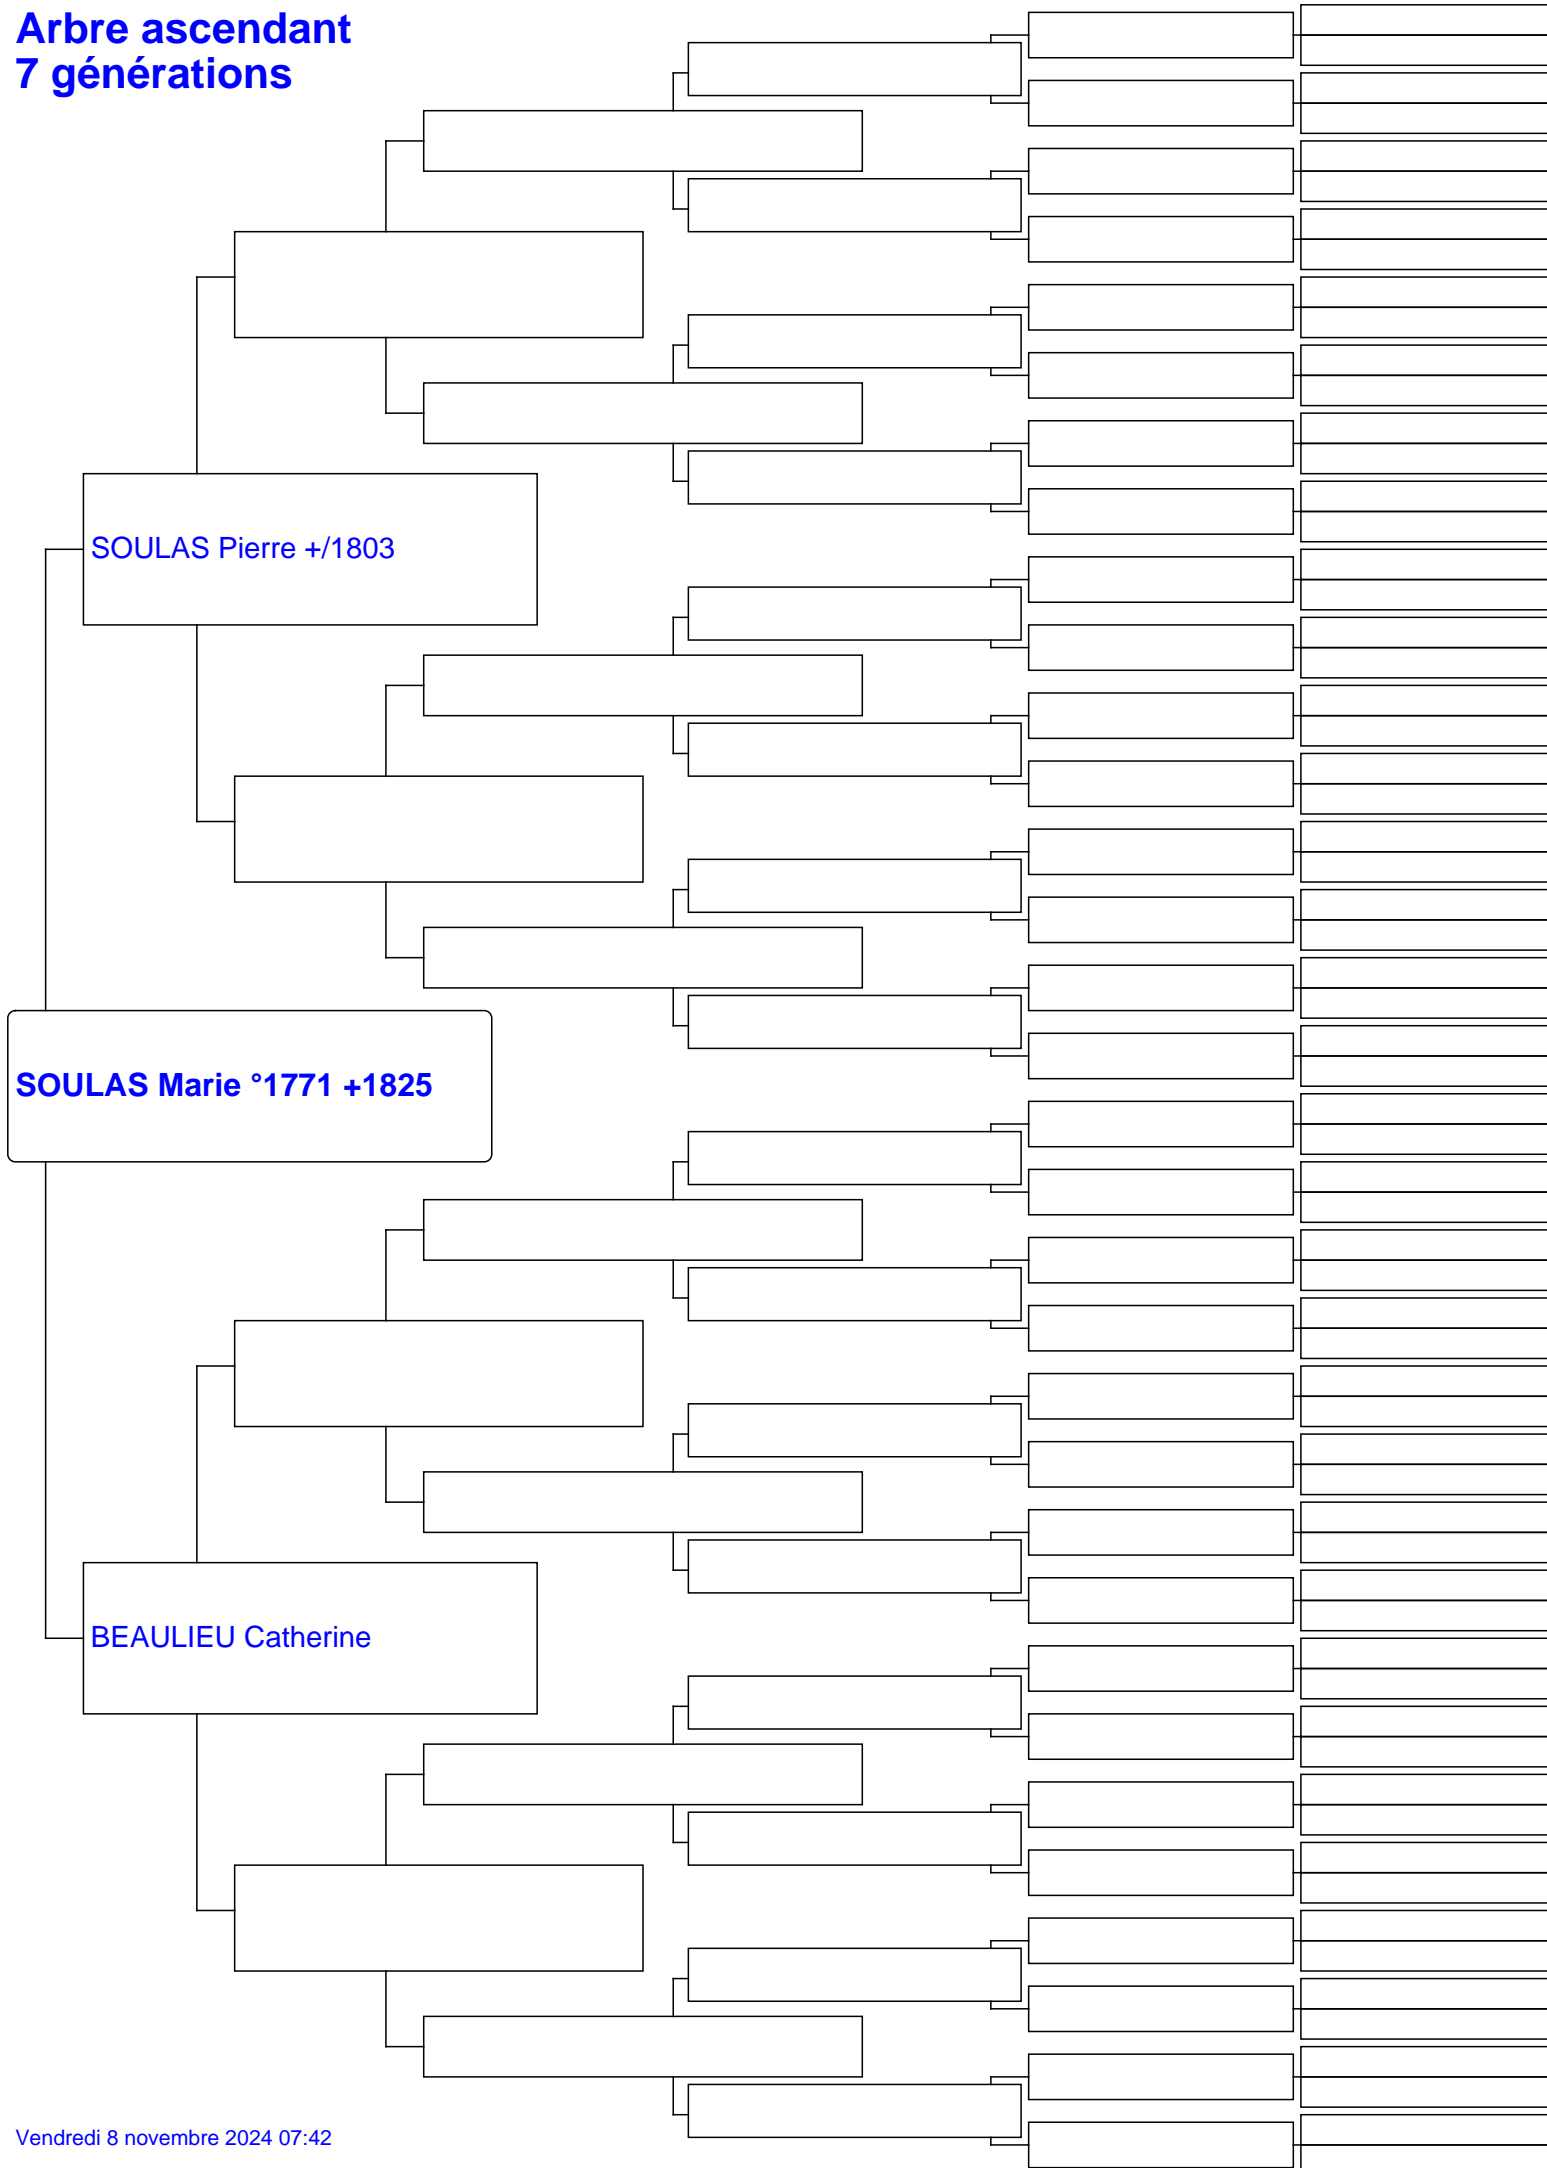 Arbre ascendant
7 générations
SOULAS Pierre +/1803
SOULAS Marie °1771 +1825
BEAULIEU Catherine
Vendredi 8 novembre 2024 07:42